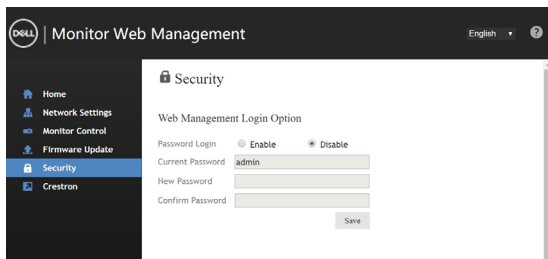 DELL | Monitor Web Management
English
?
Home
Network Settings
Monitor Control
Firmware Update
Security
Crestron
Security
Web Management Login Option
Password Login Enable Disable
Current Password admin
New Password
Confirm Password
Save